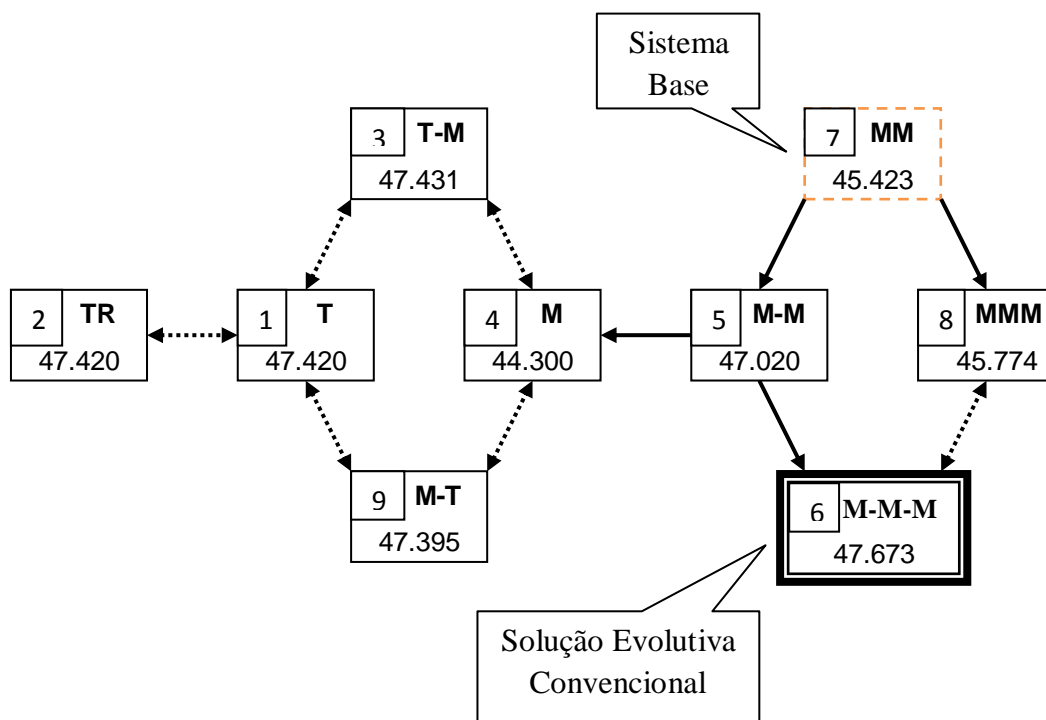 Sistema
Base
3 T-M
47.431
7 MM
45.423
2 TR
47.420
1 T
47.420
4 M
44.300
5 M-M
47.020
8 MMM
45.774
9 M-T
47.395
6 M-M-M
47.673
Solução Evolutiva
Convencional